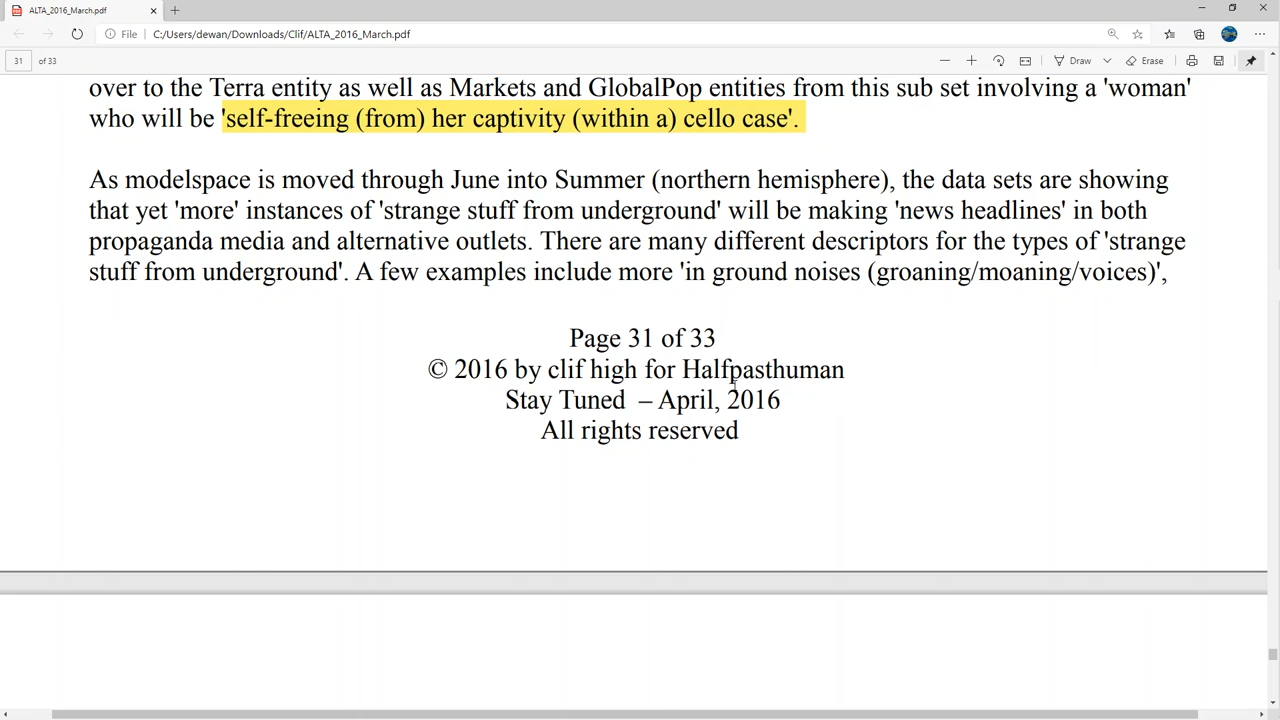 ALTA_2016_March.pdf
File C:/Users/dewan/Downloads/Clif/ALTA_2016_March.pdf
31 of 33 Draw Erase
over to the Terra entity as well as Markets and GlobalPop entities from this sub set involving a 'woman'
who will be 'self-freeing (from) her captivity (within a) cello case'.
As modelspace is moved through June into Summer (northern hemisphere), the data sets are showing
that yet 'more' instances of 'strange stuff from underground' will be making 'news headlines' in both
propaganda media and alternative outlets. There are many different descriptors for the types of 'strange
stuff from underground'. A few examples include more 'in ground noises (groaning/moaning/voices)',
Page 31 of 33
© 2016 by clif high for Halfpasthuman
Stay Tuned – April, 2016
All rights reserved